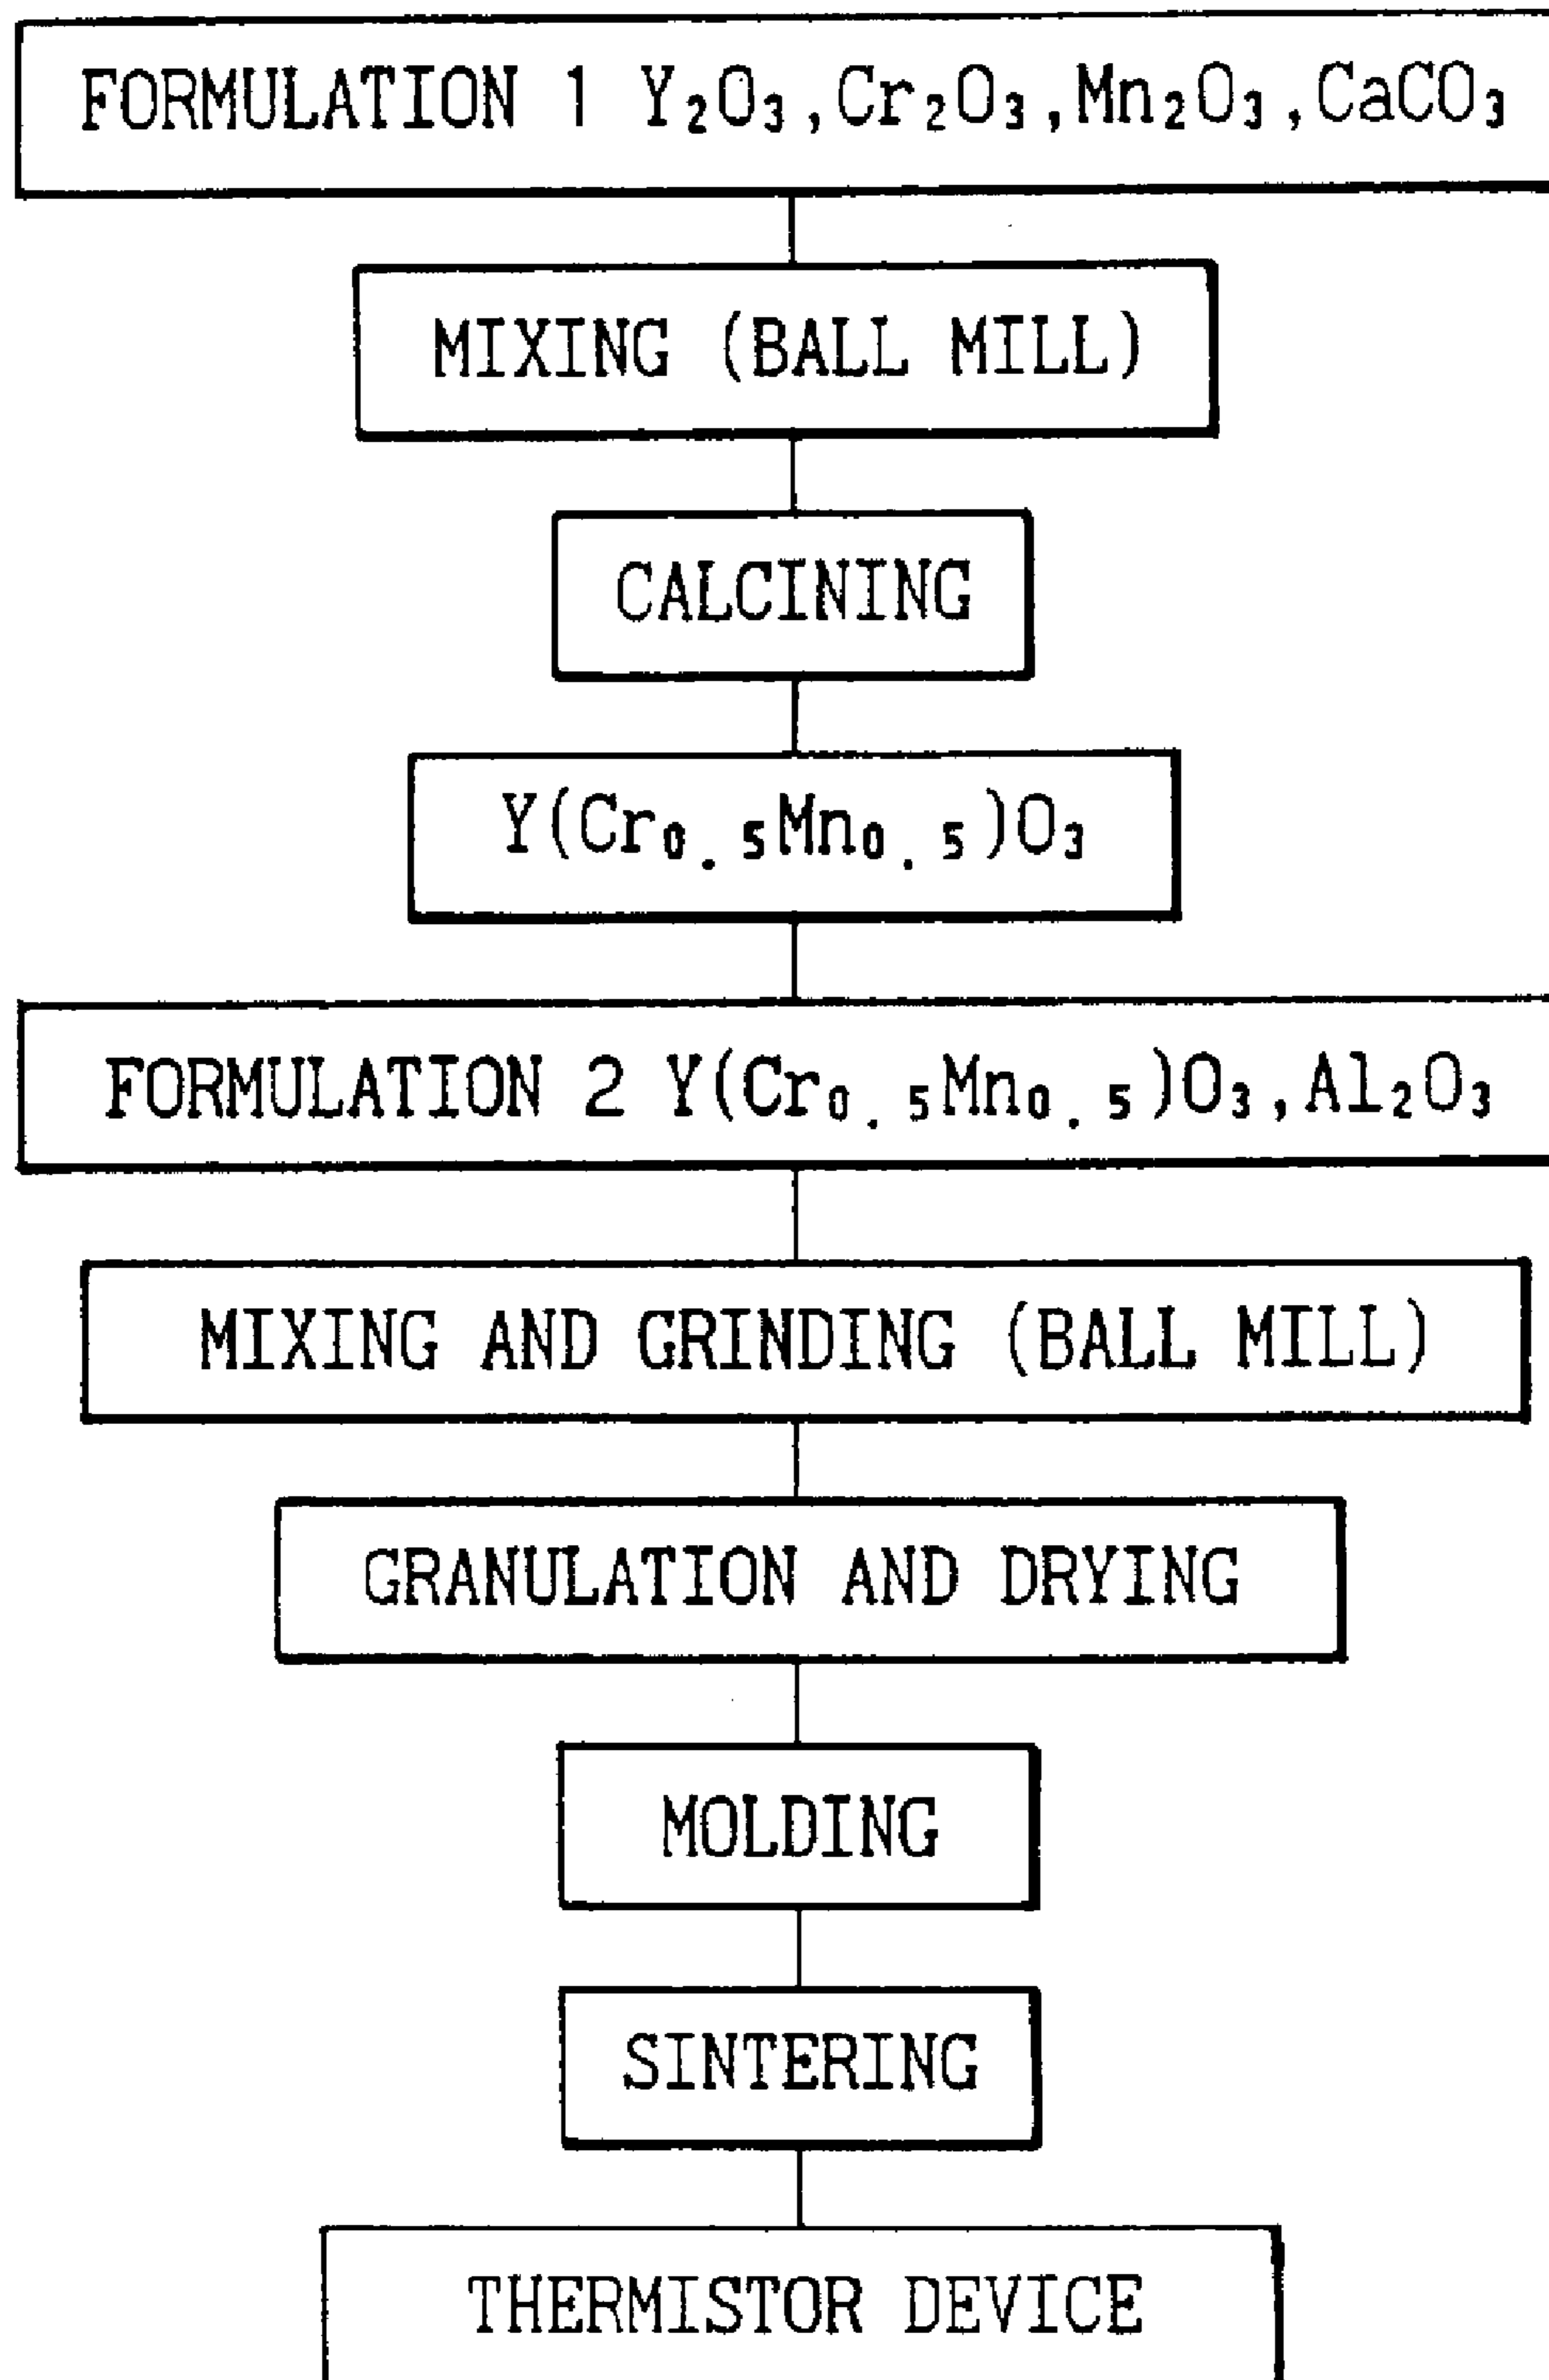 FORMULATION 1 Y₂O₃,Cr₂O₃,Mn₂O₃,CaCO₃
MIXING (BALL MILL)
CALCINING
Y(Cr₀.₅Mn₀.₅)O₃
FORMULATION 2 Y(Cr₀.₅Mn₀.₅)O₃,Al₂O₃
MIXING AND GRINDING (BALL MILL)
GRANULATION AND DRYING
MOLDING
SINTERING
THERMISTOR DEVICE